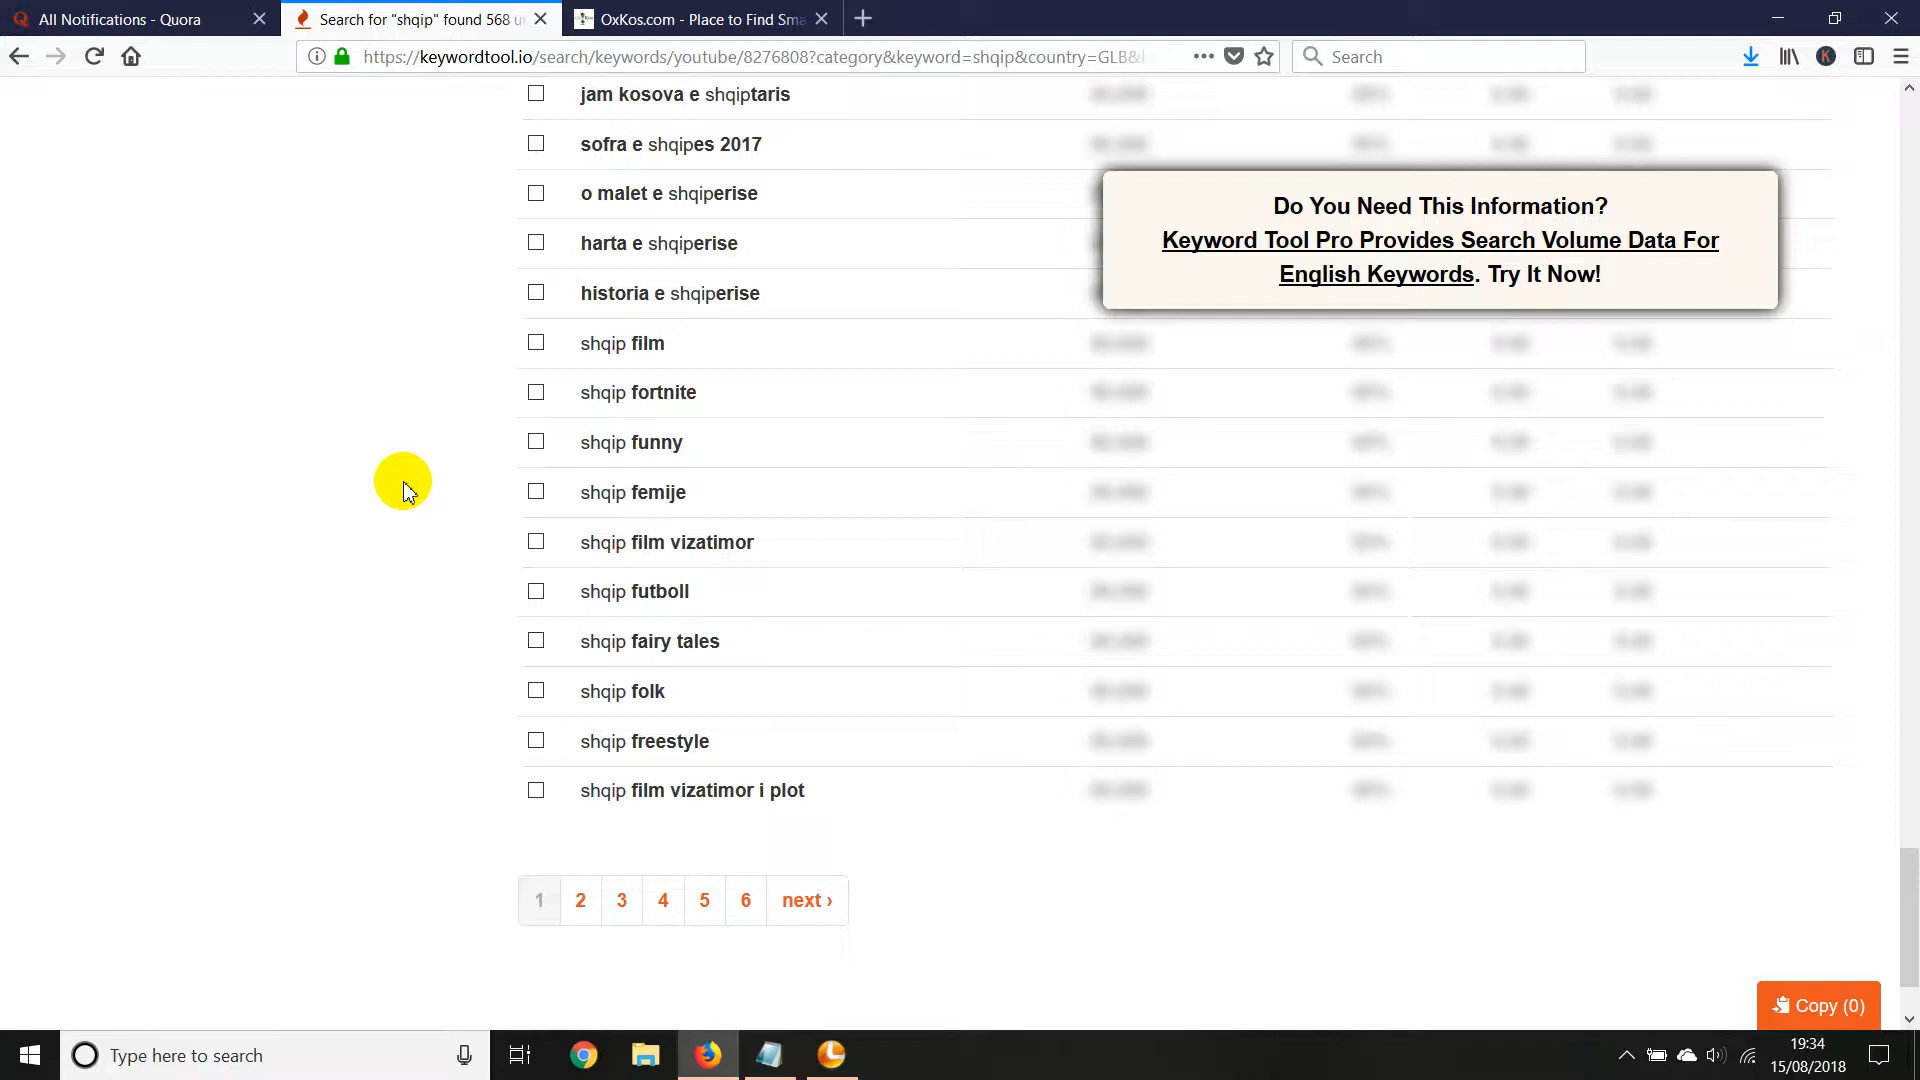 All Notifications - Quora
Search for "shqip" found 568 u
OxKos.com - Place to Find Sma
https://keywordtool.io/search/keywords/youtube/8276808?category&keyword=shqip&country=GLB&l
Search
jam kosova e shqiptaris
sofra e shqipes 2017
o malet e shqiperise
harta e shqiperise
historia e shqiperise
Do You Need This Information?
Keyword Tool Pro Provides Search Volume Data For
English Keywords. Try It Now!
shqip film
shqip fortnite
shqip funny
shqip femije
shqip film vizatimor
shqip futboll
shqip fairy tales
shqip folk
shqip freestyle
shqip film vizatimor i plot
1 2 3 4 5 6 next ›
Copy (0)
Type here to search
19:34
15/08/2018